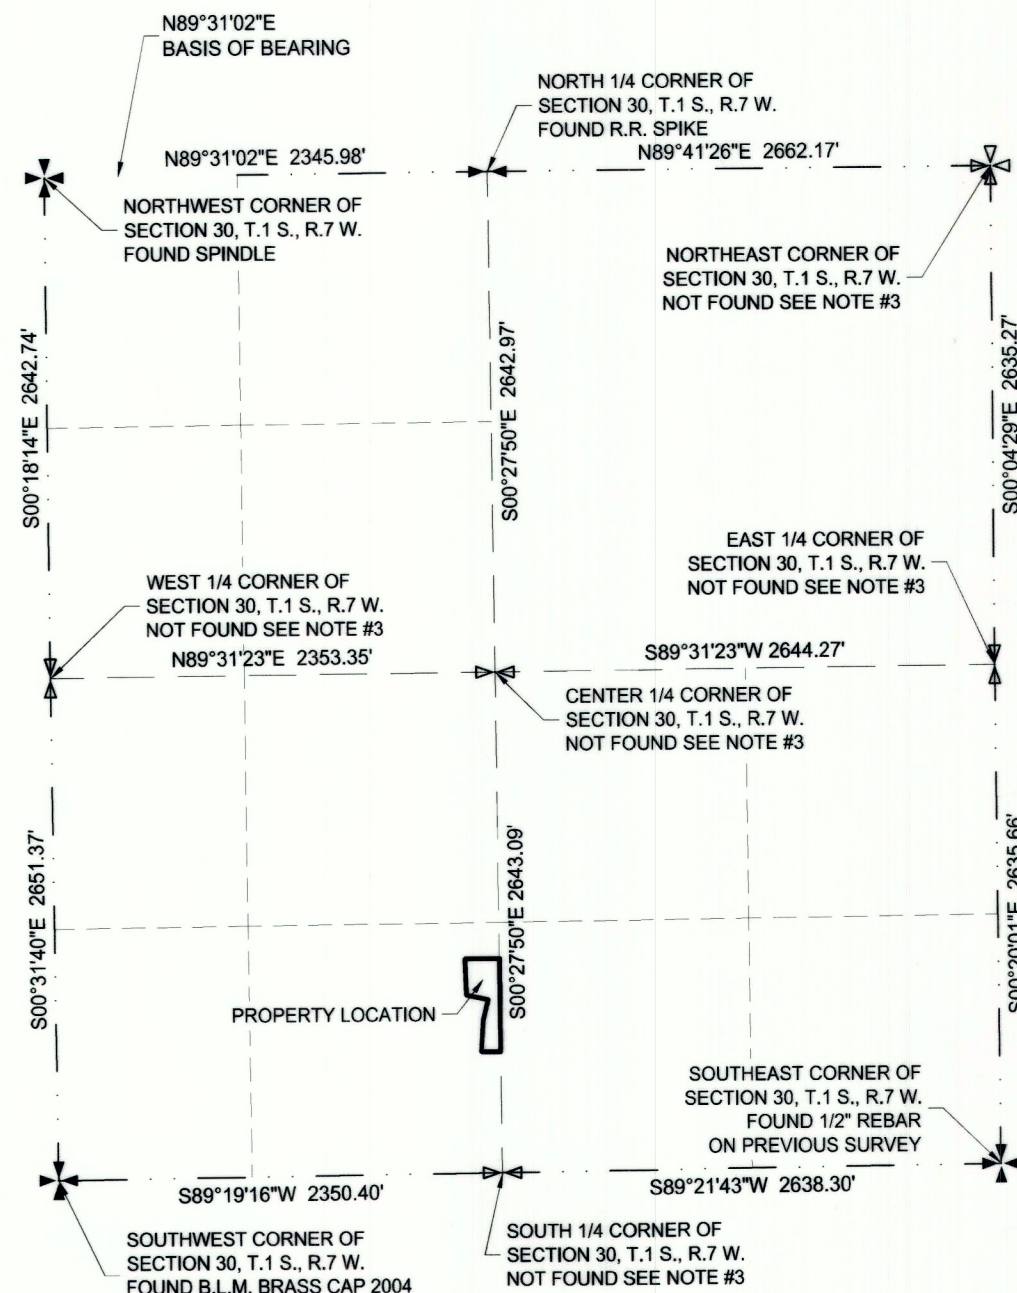 N89°31'02"E
BASIS OF BEARING
NORTH 1/4 CORNER OF
SECTION 30, T.1 S., R.7 W.
FOUND R.R. SPIKE
N89°31'02"E 2345.98'
N89°41'26"E 2662.17'
NORTHWEST CORNER OF
SECTION 30, T.1 S., R.7 W.
FOUND SPINDLE
NORTHEAST CORNER OF
SECTION 30, T.1 S., R.7 W.
NOT FOUND SEE NOTE #3
S00°18'14"E 2642.74'
S00°27'50"E 2642.97'
S00°04'29"E 2635.27'
EAST 1/4 CORNER OF
SECTION 30, T.1 S., R.7 W.
NOT FOUND SEE NOTE #3
WEST 1/4 CORNER OF
SECTION 30, T.1 S., R.7 W.
NOT FOUND SEE NOTE #3
N89°31'23"E 2353.35'
S89°31'23"W 2644.27'
CENTER 1/4 CORNER OF
SECTION 30, T.1 S., R.7 W.
NOT FOUND SEE NOTE #3
S00°31'40"E 2651.37'
S00°27'50"E 2643.09'
S00°20'01"E 2635.66'
PROPERTY LOCATION
SOUTHEAST CORNER OF
SECTION 30, T.1 S., R.7 W.
FOUND 1/2" REBAR
ON PREVIOUS SURVEY
S89°19'16"W 2350.40'
S89°21'43"W 2638.30'
SOUTHWEST CORNER OF
SECTION 30, T.1 S., R.7 W.
FOUND B.L.M. BRASS CAP 2004
SOUTH 1/4 CORNER OF
SECTION 30, T.1 S., R.7 W.
NOT FOUND SEE NOTE #3